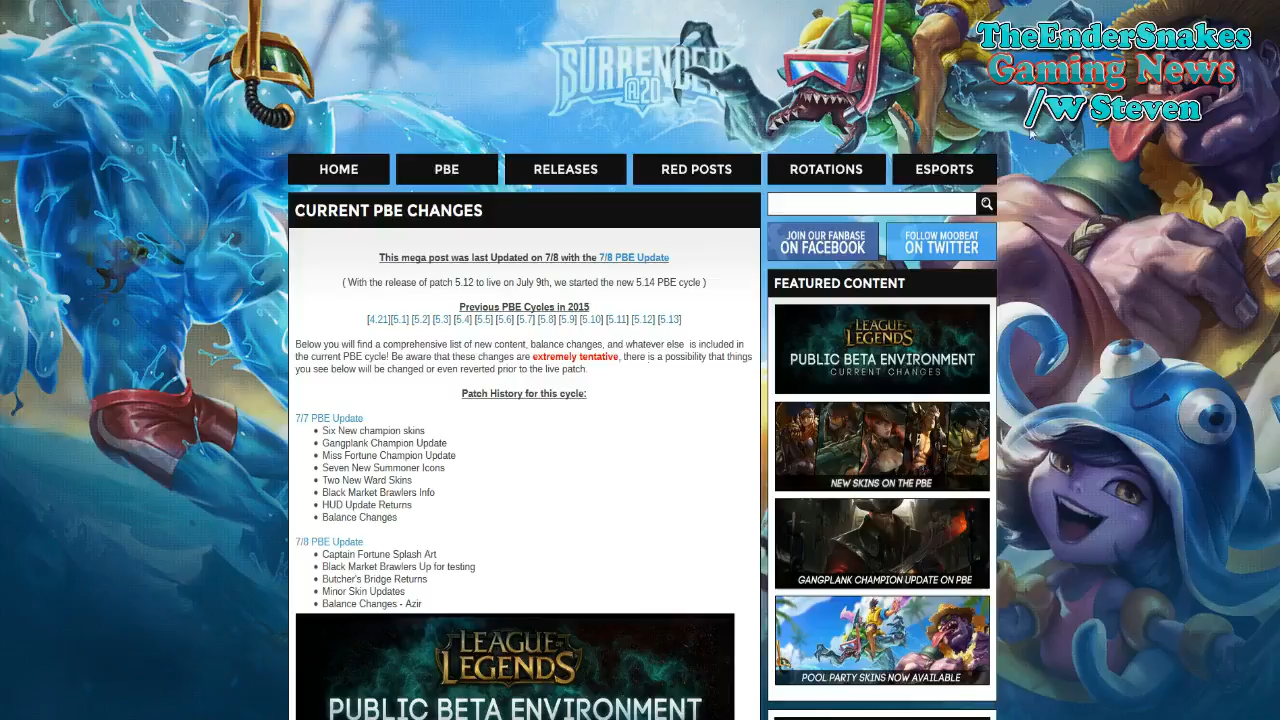 TheEnderSnakes
Gaming News
/W Steven
SURRENDER
@20
HOME
PBE
RELEASES
RED POSTS
ROTATIONS
ESPORTS
CURRENT PBE CHANGES
This mega post was last Updated on 7/8 with the 7/8 PBE Update
( With the release of patch 5.12 to live on July 9th, we started the new 5.14 PBE cycle )
Previous PBE Cycles in 2015
[4.21][5.1] [5.2] [5.3] [5.4] [5.5] [5.6] [5.7] [5.8] [5.9] [5.10] [5.11] [5.12] [5.13]
Below you will find a comprehensive list of new content, balance changes, and whatever else is included in
the current PBE cycle! Be aware that these changes are extremely tentative, there is a possibility that things
you see below will be changed or even reverted prior to the live patch.
Patch History for this cycle:
7/7 PBE Update
Six New champion skins
Gangplank Champion Update
Miss Fortune Champion Update
Seven New Summoner Icons
Two New Ward Skins
Black Market Brawlers Info
HUD Update Returns
Balance Changes
7/8 PBE Update
Captain Fortune Splash Art
Black Market Brawlers Up for testing
Butcher's Bridge Returns
Minor Skin Updates
Balance Changes - Azir
LEAGUE OF
LEGENDS
PUBLIC BETA ENVIRONMENT
JOIN OUR FANBASE
ON FACEBOOK
FOLLOW MOOBEAT
ON TWITTER
FEATURED CONTENT
LEAGUE OF
LEGENDS
PUBLIC BETA ENVIRONMENT
CURRENT CHANGES
NEW SKINS ON THE PBE
GANGPLANK CHAMPION UPDATE ON PBE
POOL PARTY SKINS NOW AVAILABLE